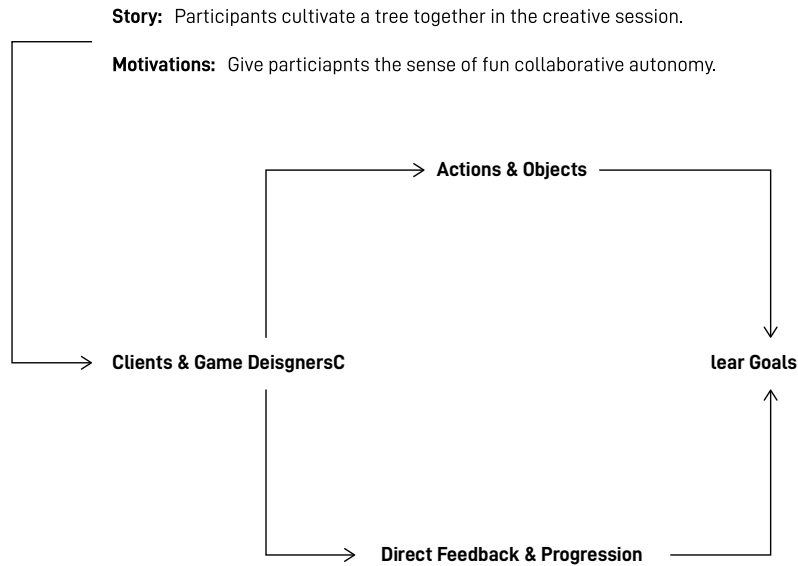 Story: Participants cultivate a tree together in the creative session.
Motivations: Give particiapnts the sense of fun collaborative autonomy.
Actions & Objects
Clients & Game DeisgnersC
lear Goals
Direct Feedback & Progression